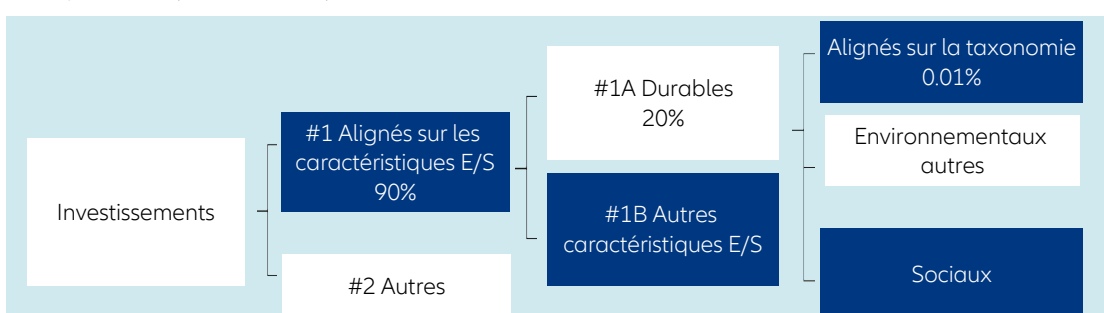 Investissements
#1 Alignés sur les
caractéristiques E/S
90%
#2 Autres
#1A Durables
20%
#1B Autres
caractéristiques E/S
Alignés sur la taxonomie
0.01%
Environnementaux
autres
Sociaux